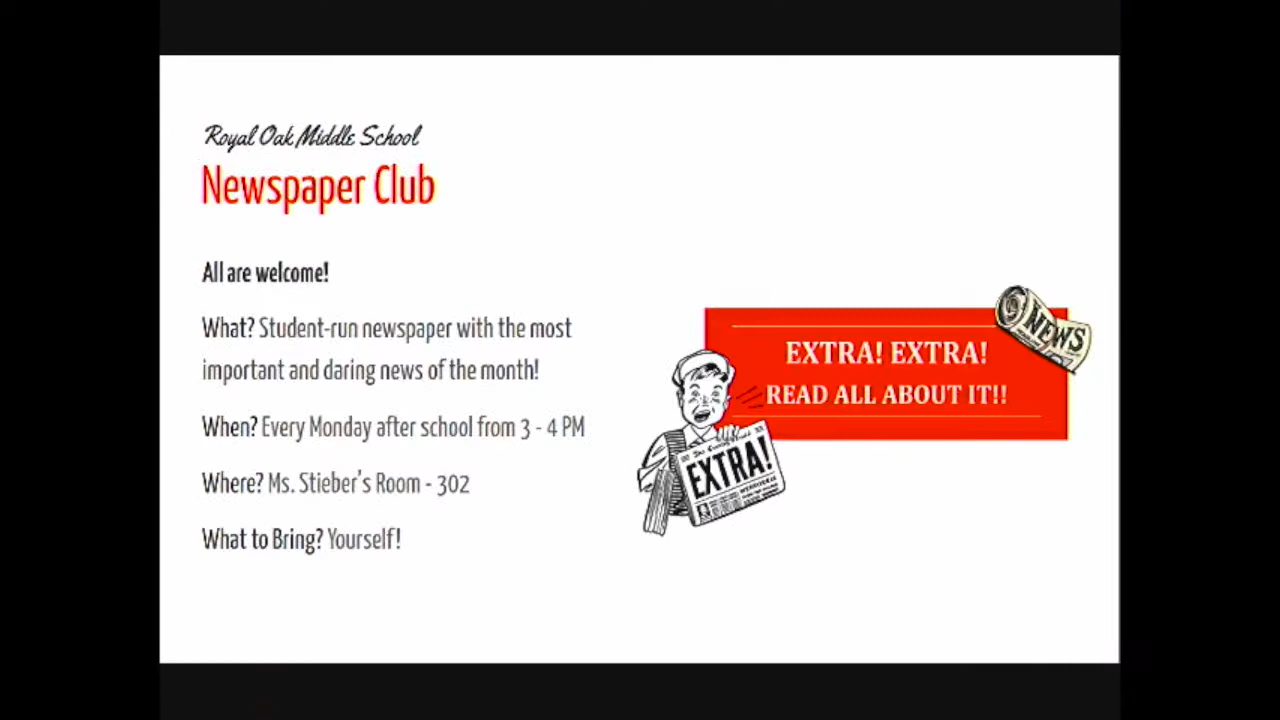 Royal Oak Middle School
Newspaper Club
All are welcome!
What? Student-run newspaper with the most
important and daring news of the month!
When? Every Monday after school from 3 - 4 PM
Where? Ms. Stieber's Room - 302
What to Bring? Yourself!
EXTRA! EXTRA!
READ ALL ABOUT IT!!
NEWS
EXTRA!